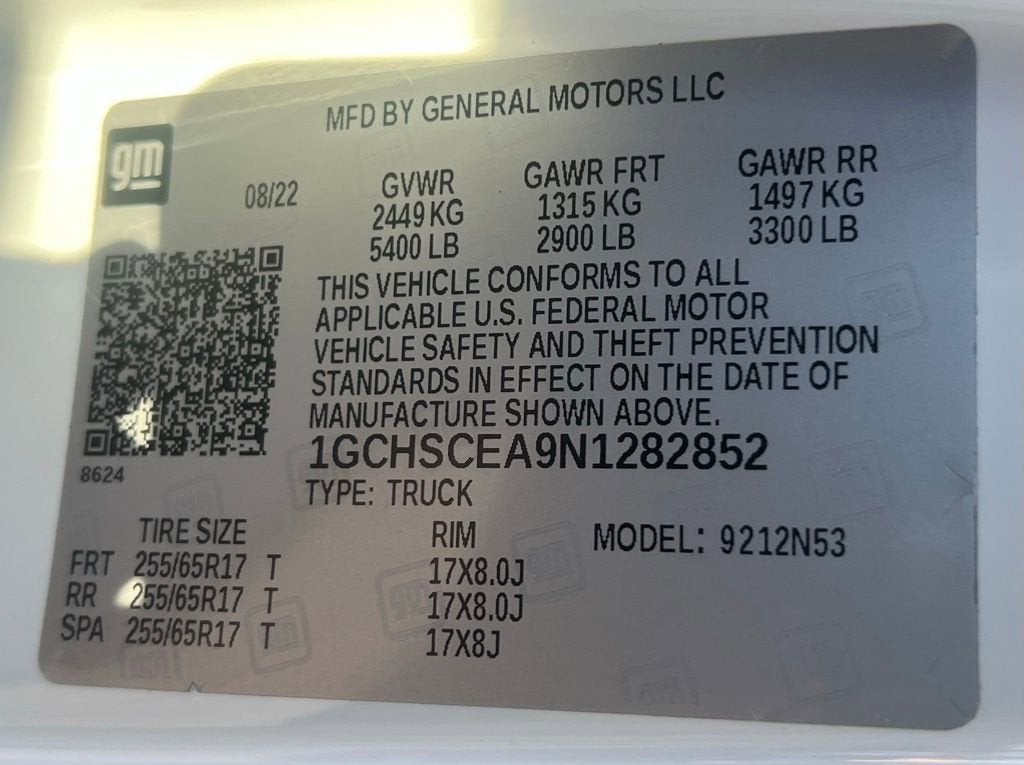 MFD BY GENERAL MOTORS LLC
gm
08/22 GVWR GAWR FRT GAWR RR
2449 KG 1315 KG 1497 KG
5400 LB 2900 LB 3300 LB
THIS VEHICLE CONFORMS TO ALL
APPLICABLE U.S. FEDERAL MOTOR
VEHICLE SAFETY AND THEFT PREVENTION
STANDARDS IN EFFECT ON THE DATE OF
MANUFACTURE SHOWN ABOVE.
8624
1GCHSCEA9N1282852
TYPE: TRUCK
TIRE SIZE RIM MODEL: 9212N53
FRT 255/65R17 T 17X8.0J
RR 255/65R17 T 17X8.0J
SPA 255/65R17 T 17X8J